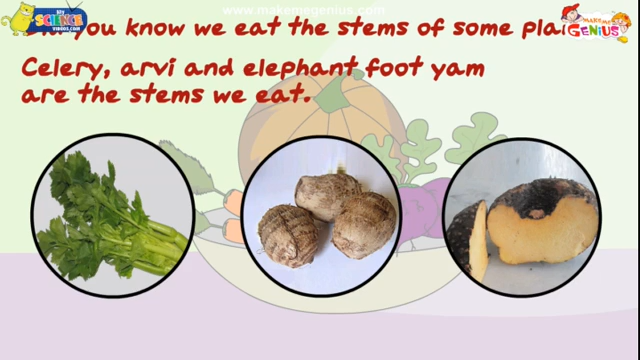 www.makemegenius.com
you know we eat the stems of some
Celery, arvi and elephant foot yam
are the stems we eat.
My
SCIENCE
VIDEOS.COM
MAKE ME
GENIUS